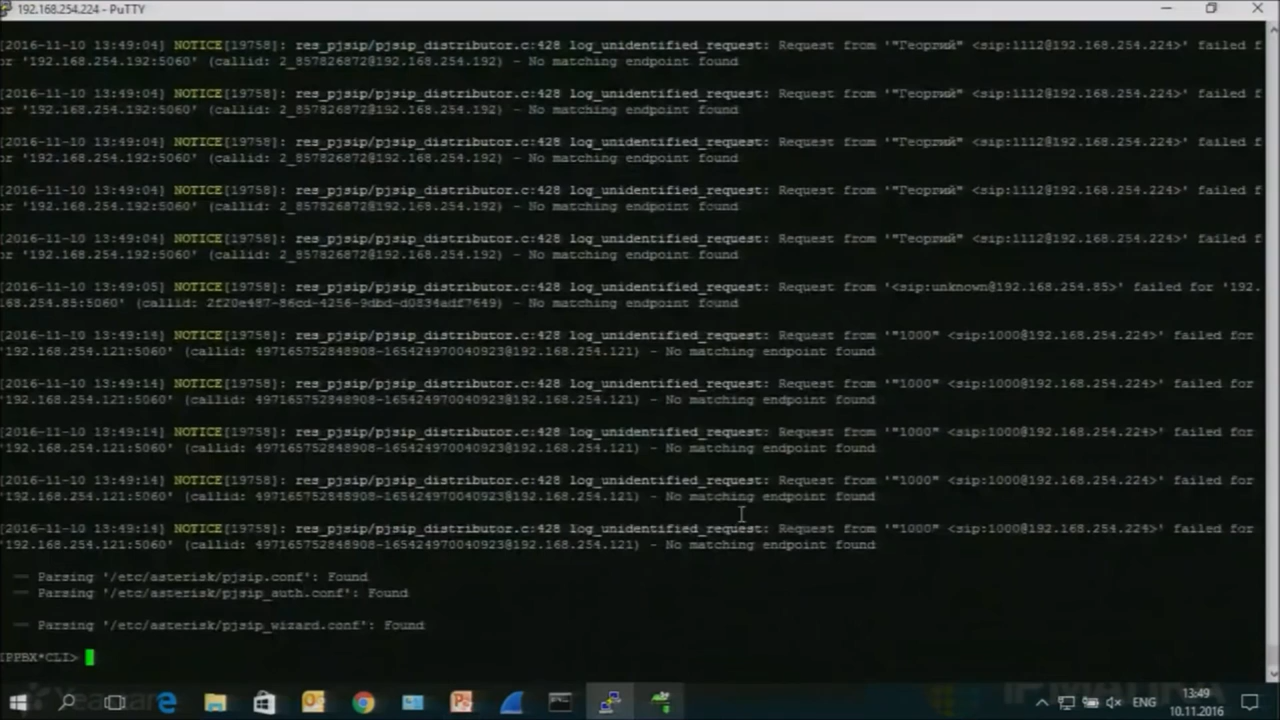 192.168.254.224 - PuTTY
[2016-11-10 13:49:04] NOTICE[19758]: res_pjsip/pjsip_distributor.c:428 log_unidentified_request: Request from '"Георгий" <sip:1112@192.168.254.224>' failed f
or '192.168.254.192:5060' (callid: 2_857826872@192.168.254.192) - No matching endpoint found
[2016-11-10 13:49:04] NOTICE[19758]: res_pjsip/pjsip_distributor.c:428 log_unidentified_request: Request from '"Георгий" <sip:1112@192.168.254.224>' failed f
or '192.168.254.192:5060' (callid: 2_857826872@192.168.254.192) - No matching endpoint found
[2016-11-10 13:49:04] NOTICE[19758]: res_pjsip/pjsip_distributor.c:428 log_unidentified_request: Request from '"Георгий" <sip:1112@192.168.254.224>' failed f
or '192.168.254.192:5060' (callid: 2_857826872@192.168.254.192) - No matching endpoint found
[2016-11-10 13:49:04] NOTICE[19758]: res_pjsip/pjsip_distributor.c:428 log_unidentified_request: Request from '"Георгий" <sip:1112@192.168.254.224>' failed f
or '192.168.254.192:5060' (callid: 2_857826872@192.168.254.192) - No matching endpoint found
[2016-11-10 13:49:04] NOTICE[19758]: res_pjsip/pjsip_distributor.c:428 log_unidentified_request: Request from '"Георгий" <sip:1112@192.168.254.224>' failed f
or '192.168.254.192:5060' (callid: 2_857826872@192.168.254.192) - No matching endpoint found
[2016-11-10 13:49:05] NOTICE[19758]: res_pjsip/pjsip_distributor.c:428 log_unidentified_request: Request from '<sip:unknown@192.168.254.85>' failed for '192.
168.254.85:5060' (callid: 2f20e487-86cd-4256-9dbd-d0834adf7649) - No matching endpoint found
[2016-11-10 13:49:14] NOTICE[19758]: res_pjsip/pjsip_distributor.c:428 log_unidentified_request: Request from '"1000" <sip:1000@192.168.254.224>' failed for
'192.168.254.121:5060' (callid: 497165752848908-165424970040923@192.168.254.121) - No matching endpoint found
[2016-11-10 13:49:14] NOTICE[19758]: res_pjsip/pjsip_distributor.c:428 log_unidentified_request: Request from '"1000" <sip:1000@192.168.254.224>' failed for
'192.168.254.121:5060' (callid: 497165752848908-165424970040923@192.168.254.121) - No matching endpoint found
[2016-11-10 13:49:14] NOTICE[19758]: res_pjsip/pjsip_distributor.c:428 log_unidentified_request: Request from '"1000" <sip:1000@192.168.254.224>' failed for
'192.168.254.121:5060' (callid: 497165752848908-165424970040923@192.168.254.121) - No matching endpoint found
[2016-11-10 13:49:14] NOTICE[19758]: res_pjsip/pjsip_distributor.c:428 log_unidentified_request: Request from '"1000" <sip:1000@192.168.254.224>' failed for
'192.168.254.121:5060' (callid: 497165752848908-165424970040923@192.168.254.121) - No matching endpoint found
[2016-11-10 13:49:14] NOTICE[19758]: res_pjsip/pjsip_distributor.c:428 log_unidentified_request: Request from '"1000" <sip:1000@192.168.254.224>' failed for
'192.168.254.121:5060' (callid: 497165752848908-165424970040923@192.168.254.121) - No matching endpoint found
-- Parsing '/etc/asterisk/pjsip.conf': Found
-- Parsing '/etc/asterisk/pjsip_auth.conf': Found
-- Parsing '/etc/asterisk/pjsip_wizard.conf': Found
IPPBX*CLI>
ENG
13:49
10.11.2016